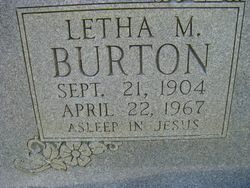 LETHA M.
BURTON
SEPT. 21, 1904
APRIL 22, 1967
ASLEEP IN JESUS